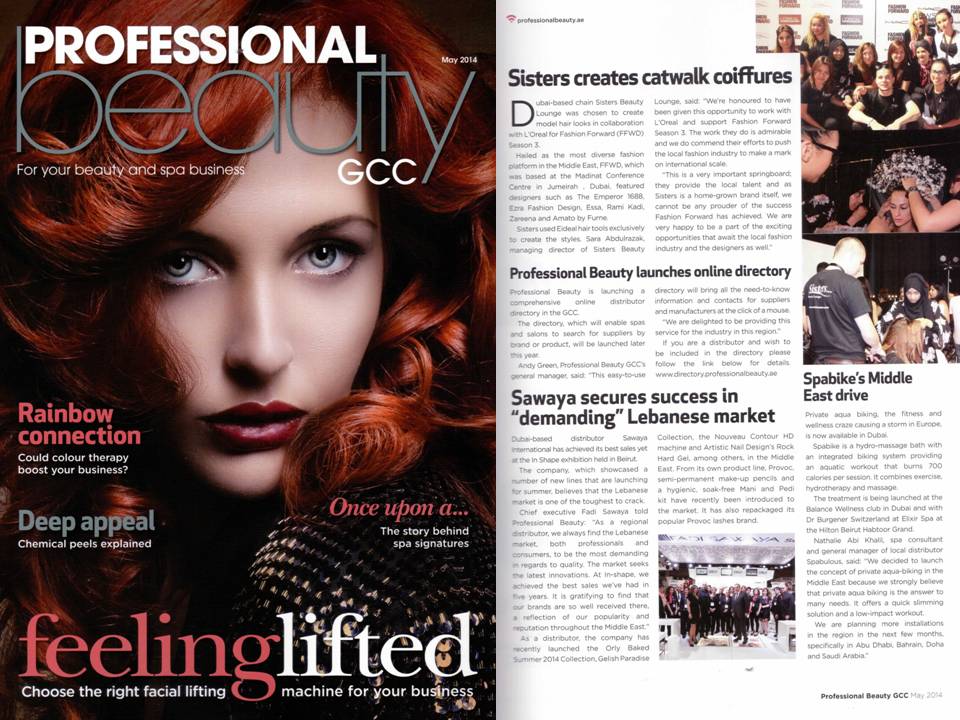 PROFESSIONAL
beauty
May 2014
For your beauty and spa business
GCC
Rainbow
connection
Could colour therapy
boost your business?
Deep appeal
Chemical peels explained
Once upon a...
The story behind
spa signatures
feelinglifted
Choose the right facial lifting machine for your business
professionalbeauty.ae
Sisters creates catwalk coiffures
Dubai-based chain Sisters Beauty
Lounge was chosen to create
model hair looks in collaboration
with L'Oreal for Fashion Forward (FFWD)
Season 3.
Hailed as the most diverse fashion
platform in the Middle East, FFWD, which
was based at the Madinat Conference
Centre in Jumeirah , Dubai, featured
designers such as The Emperor 1688,
Ezra Fashion Design, Essa, Rami Kadi,
Zareena and Amato by Furne.
Sisters used Eideal hair tools exclusively
to create the styles. Sara Abdulrazak,
managing director of Sisters Beauty
Lounge, said: "We're honoured to have
been given this opportunity to work with
L'Oreal and support Fashion Forward
Season 3. The work they do is admirable
and we do commend their efforts to push
the local fashion industry to make a mark
on international scale.
"This is a very important springboard;
they provide the local talent and as
Sisters is a home-grown brand itself, we
cannot be any prouder of the success
Fashion Forward has achieved. We are
very happy to be a part of the exciting
opportunities that await the local fashion
industry and the designers as well."
Professional Beauty launches online directory
Professional Beauty is launching a
comprehensive online distributor
directory in the GCC.
The directory, which will enable spas
and salons to search for suppliers by
brand or product, will be launched later
this year.
Andy Green, Professional Beauty GCC's
general manager, said: "This easy-to-use
directory will bring all the need-to-know
information and contacts for suppliers
and manufacturers at the click of a mouse.
"We are delighted to be providing this
service for the industry in this region."
If you are a distributor and wish to
be included in the directory please
follow the link below for details.
www.directory.professionalbeauty.ae
Sawaya secures success in
"demanding" Lebanese market
Dubai-based distributor Sawaya
International has achieved its best sales yet
at the In Shape exhibition held in Beirut.
The company, which showcased a
number of new lines that are launching
for summer, believes that the Lebanese
market is one of the toughest to crack.
Chief executive Fadi Sawaya told
Professional Beauty: "As a regional
distributor, we always find the Lebanese
market, both professionals and
consumers, to be the most demanding
in regards to quality. The market seeks
the latest innovations. At In-shape, we
achieved the best sales we've had in
five years. It is gratifying to find that
our brands are so well received there,
a reflection of our popularity and
reputation throughout the Middle East."
As a distributor, the company has
recently launched the Orly Baked
Summer 2014 Collection, Gelish Paradise
Collection, the Nouveau Contour HD
machine and Artistic Nail Design's Rock
Hard Gel, among others, in the Middle
East. From its own product line, Provoc,
semi-permanent make-up pencils and
a hygienic, soak-free Mani and Pedi
kit have recently been introduced to
the market. It has also repackaged its
popular Provoc lashes brand.
FASHION
FORWARD
Sisters
Spabike's Middle
East drive
Private aqua biking, the fitness and
wellness craze causing a storm in Europe,
is now available in Dubai.
Spabike is a hydro-massage bath with
an integrated biking system providing
an aquatic workout that burns 700
calories per session. It combines exercise,
hydrotherapy and massage.
The treatment is being launched at the
Balance Wellness club in Dubai and with
Dr Burgener Switzerland at Elixir Spa at
the Hilton Beirut Habtoor Grand.
Nathalie Abi Khalil, spa consultant
and general manager of local distributor
Spabulous, said: "We decided to launch
the concept of private aqua-biking in the
Middle East because we strongly believe
that private aqua biking is the answer to
many needs. It offers a quick slimming
solution and a low-impact workout.
We are planning more installations
in the region in the next few months,
specifically in Abu Dhabi, Bahrain, Doha
and Saudi Arabia."
Professional Beauty GCC May 2014